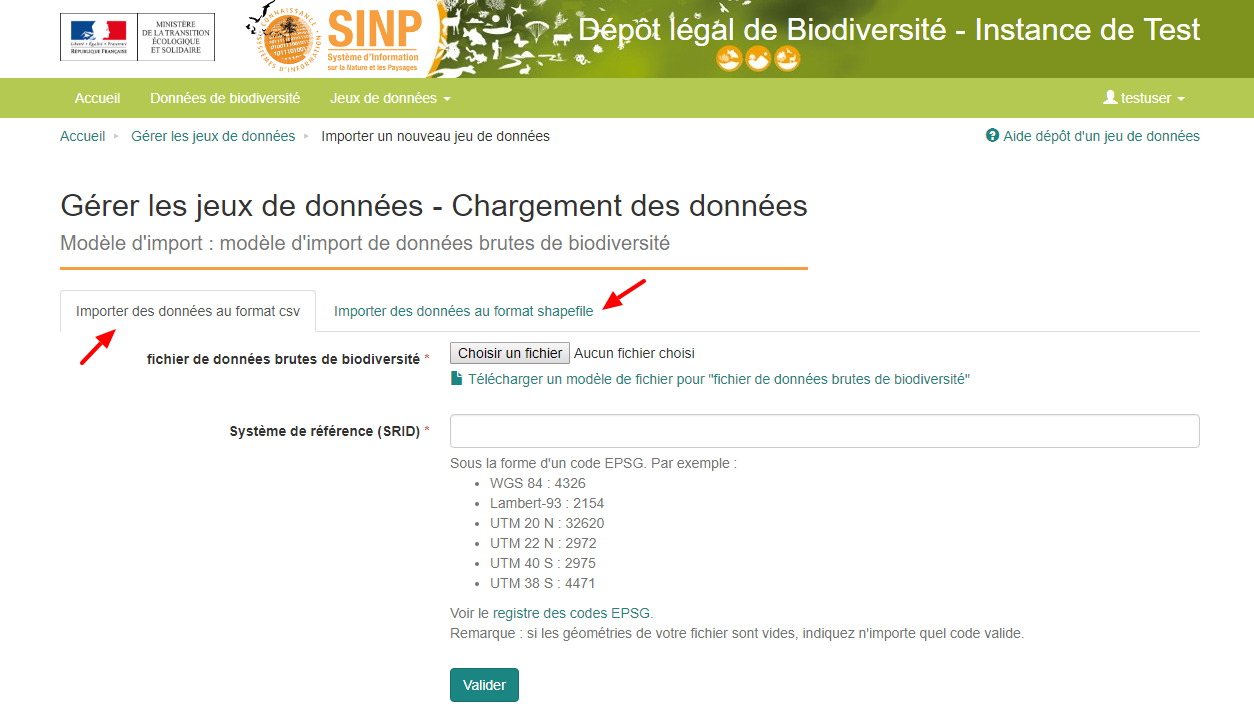 Liberté • Égalité • Fraternité
RÉPUBLIQUE FRANÇAISE
MINISTÈRE
DE LA TRANSITION
ÉCOLOGIQUE
ET SOLIDAIRE
SINP
Système d'Information
sur la Nature et les Paysages
Dépôt légal de Biodiversité - Instance de Test
Accueil Données de biodiversité Jeux de données testuser
Accueil Gérer les jeux de données Importer un nouveau jeu de données Aide dépôt d'un jeu de données
Gérer les jeux de données - Chargement des données
Modèle d'import : modèle d'import de données brutes de biodiversité
Importer des données au format csv Importer des données au format shapefile
fichier de données brutes de biodiversité * Choisir un fichier Aucun fichier choisi
Télécharger un modèle de fichier pour "fichier de données brutes de biodiversité"
Système de référence (SRID) *
Sous la forme d'un code EPSG. Par exemple :
• WGS 84 : 4326
• Lambert-93 : 2154
• UTM 20 N : 32620
• UTM 22 N : 2972
• UTM 40 S : 2975
• UTM 38 S : 4471
Voir le registre des codes EPSG.
Remarque : si les géométries de votre fichier sont vides, indiquez n'importe quel code valide.
Valider